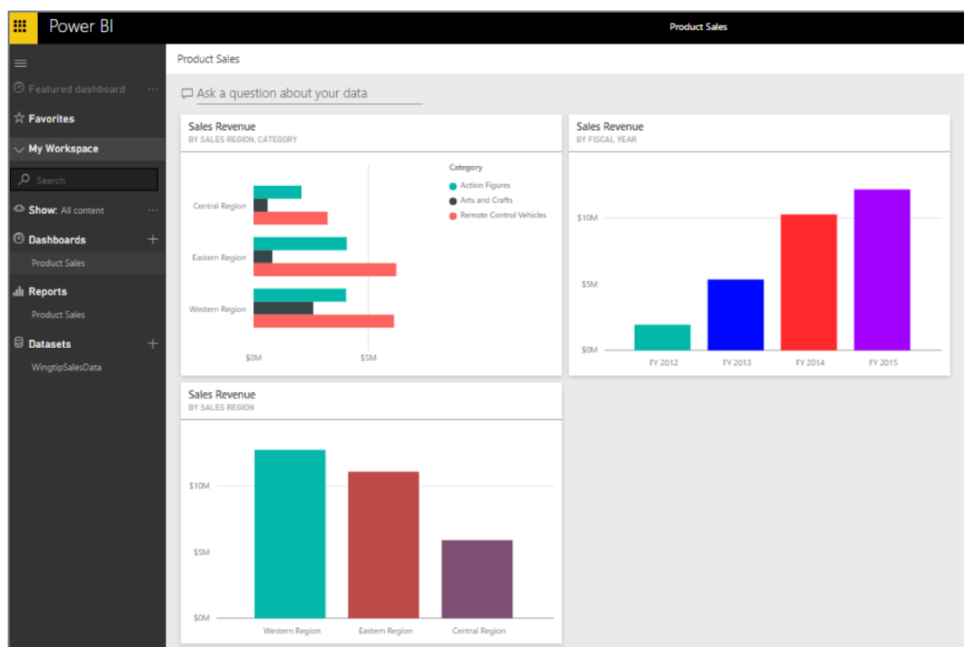 Power BI
Product Sales
Featured dashboard ...
Favorites
My Workspace
Search
Show: All content ...
Dashboards +
Product Sales
Reports
Product Sales
Datasets +
WingtipSalesData
Product Sales
Ask a question about your data
Sales Revenue
BY SALES REGION, CATEGORY
Category
Action Figures
Arts and Crafts
Remote Control Vehicles
Central Region
Eastern Region
Western Region
$0M $5M
Sales Revenue
BY FISCAL YEAR
$10M
$5M
$0M
FY 2012 FY 2013 FY 2014 FY 2015
Sales Revenue
BY SALES REGION
$10M
$5M
$0M
Western Region Eastern Region Central Region